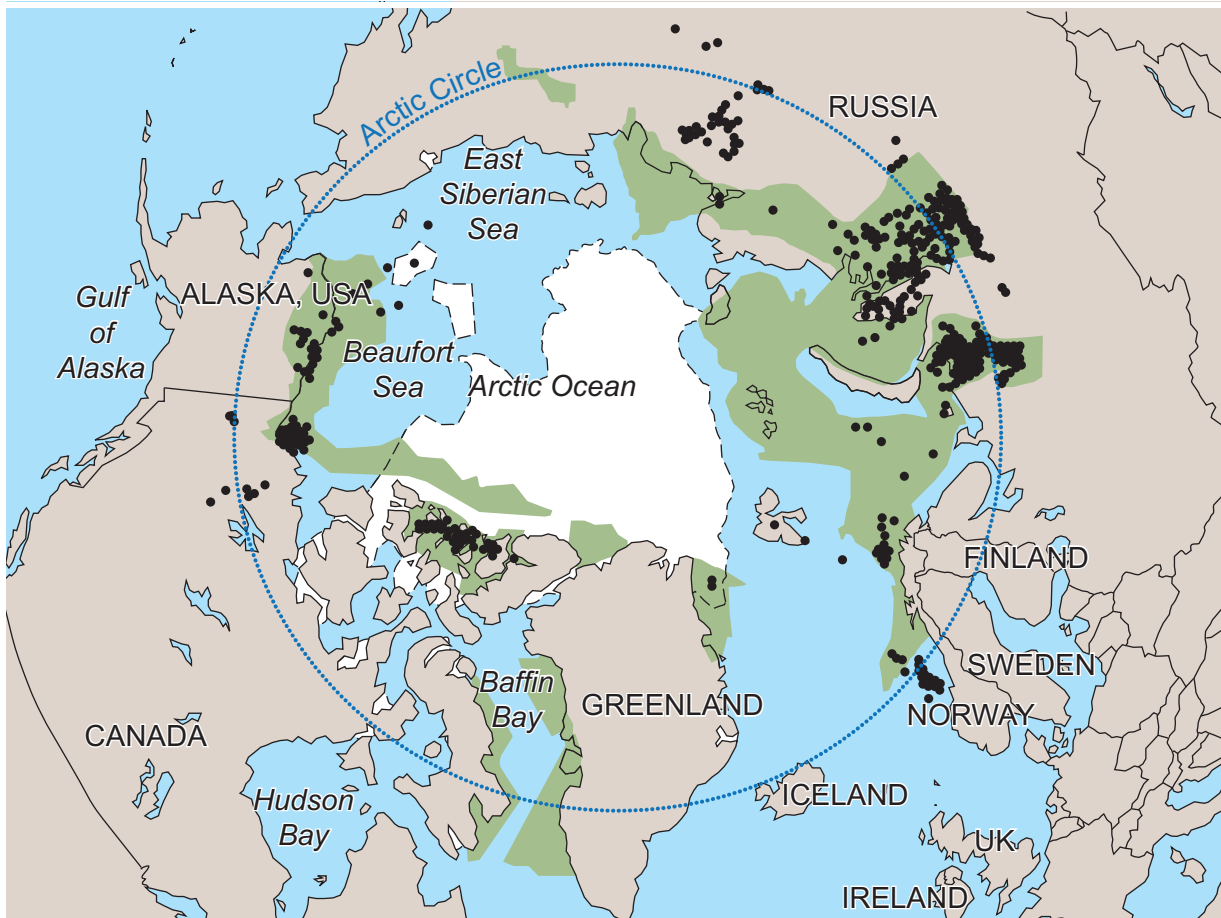 Arctic Circle
RUSSIA
East
Siberian
Sea
ALASKA, USA
Gulf
of
Alaska
Beaufort
Sea
Arctic Ocean
FINLAND
SWEDEN
NORWAY
Baffin
Bay
GREENLAND
CANADA
Hudson
Bay
ICELAND
UK
IRELAND